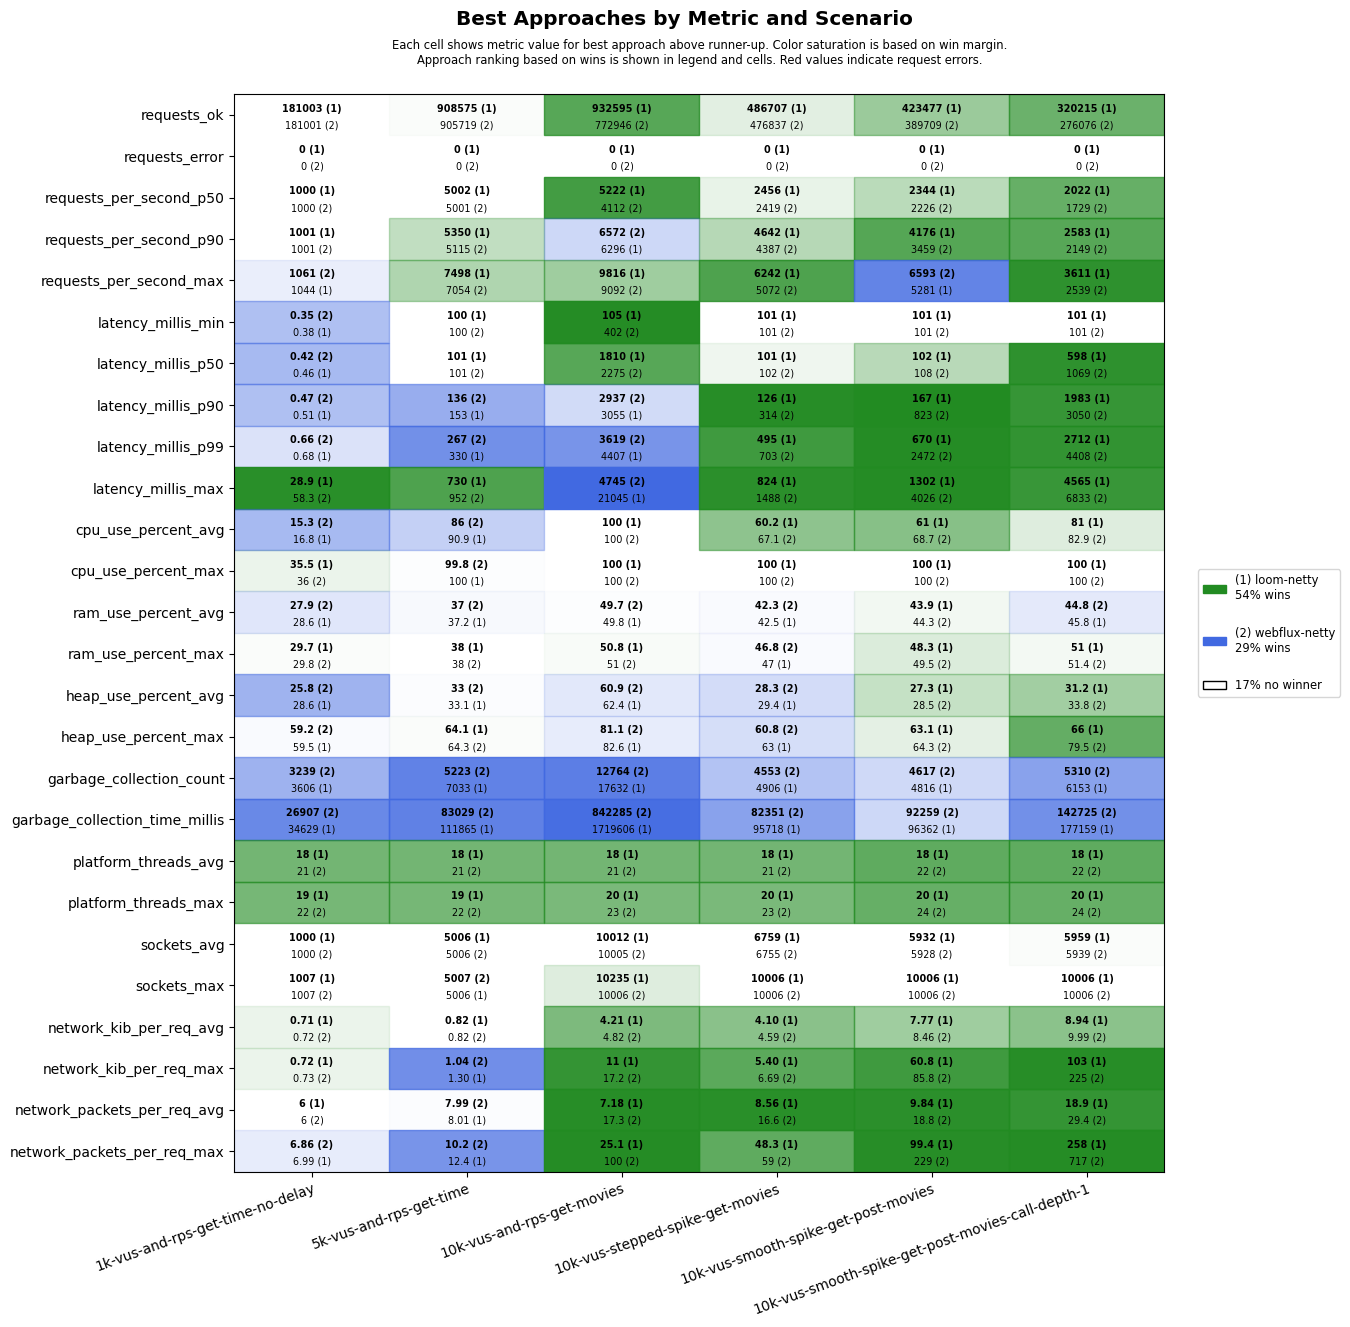 Best Approaches by Metric and Scenario
Each cell shows metric value for best approach above runner-up. Color saturation is based on win margin.
Approach ranking based on wins is shown in legend and cells. Red values indicate request errors.
requests_ok
181003 (1) 908575 (1) 932595 (1) 486707 (1) 423477 (1) 320215 (1)
181001 (2) 905719 (2) 772946 (2) 476837 (2) 389709 (2) 276076 (2)
requests_error
0 (1) 0 (1) 0 (1) 0 (1) 0 (1) 0 (1)
0 (2) 0 (2) 0 (2) 0 (2) 0 (2) 0 (2)
requests_per_second_p50
1000 (1) 5002 (1) 5222 (1) 2456 (1) 2344 (1) 2022 (1)
1000 (2) 5001 (2) 4112 (2) 2419 (2) 2226 (2) 1729 (2)
requests_per_second_p90
1001 (1) 5350 (1) 6572 (2) 4642 (1) 4176 (1) 2583 (1)
1001 (2) 5115 (2) 6296 (1) 4387 (2) 3459 (2) 2149 (2)
requests_per_second_max
1061 (2) 7498 (1) 9816 (1) 6242 (1) 6593 (2) 3611 (1)
1044 (1) 7054 (2) 9092 (2) 5072 (2) 5281 (1) 2539 (2)
latency_millis_min
0.35 (2) 100 (1) 105 (1) 101 (1) 101 (1) 101 (1)
0.38 (1) 100 (2) 402 (2) 101 (2) 101 (2) 101 (2)
latency_millis_p50
0.42 (2) 101 (1) 1810 (1) 101 (1) 102 (1) 598 (1)
0.46 (1) 101 (2) 2275 (2) 102 (2) 108 (2) 1069 (2)
latency_millis_p90
0.47 (2) 136 (2) 2937 (2) 126 (1) 167 (1) 1983 (1)
0.51 (1) 153 (1) 3055 (1) 314 (2) 823 (2) 3050 (2)
latency_millis_p99
0.66 (2) 267 (2) 3619 (2) 495 (1) 670 (1) 2712 (1)
0.68 (1) 330 (1) 4407 (1) 703 (2) 2472 (2) 4408 (2)
latency_millis_max
28.9 (1) 730 (1) 4745 (2) 824 (1) 1302 (1) 4565 (1)
58.3 (2) 952 (2) 21045 (1) 1488 (2) 4026 (2) 6833 (2)
cpu_use_percent_avg
15.3 (2) 86 (2) 100 (1) 60.2 (1) 61 (1) 81 (1)
16.8 (1) 90.9 (1) 100 (2) 67.1 (2) 68.7 (2) 82.9 (2)
cpu_use_percent_max
35.5 (1) 99.8 (2) 100 (1) 100 (1) 100 (1) 100 (1)
36 (2) 100 (1) 100 (2) 100 (2) 100 (2) 100 (2)
ram_use_percent_avg
27.9 (2) 37 (2) 49.7 (2) 42.3 (2) 43.9 (1) 44.8 (2)
28.6 (1) 37.2 (1) 49.8 (1) 42.5 (1) 44.3 (2) 45.8 (1)
ram_use_percent_max
29.7 (1) 38 (1) 50.8 (1) 46.8 (2) 48.3 (1) 51 (1)
29.8 (2) 38 (2) 51 (2) 47 (1) 49.5 (2) 51.4 (2)
heap_use_percent_avg
25.8 (2) 33 (2) 60.9 (2) 28.3 (2) 27.3 (1) 31.2 (1)
28.6 (1) 33.1 (1) 62.4 (1) 29.4 (1) 28.5 (2) 33.8 (2)
heap_use_percent_max
59.2 (2) 64.1 (1) 81.1 (2) 60.8 (2) 63.1 (1) 66 (1)
59.5 (1) 64.3 (2) 82.6 (1) 63 (1) 64.3 (2) 79.5 (2)
garbage_collection_count
3239 (2) 5223 (2) 12764 (2) 4553 (2) 4617 (2) 5310 (2)
3606 (1) 7033 (1) 17632 (1) 4906 (1) 4816 (1) 6153 (1)
garbage_collection_time_millis
26907 (2) 83029 (2) 842285 (2) 82351 (2) 92259 (2) 142725 (2)
34629 (1) 111865 (1) 1719606 (1) 95718 (1) 96362 (1) 177159 (1)
platform_threads_avg
18 (1) 18 (1) 18 (1) 18 (1) 18 (1) 18 (1)
21 (2) 21 (2) 21 (2) 21 (2) 22 (2) 22 (2)
platform_threads_max
19 (1) 19 (1) 20 (1) 20 (1) 20 (1) 20 (1)
22 (2) 22 (2) 23 (2) 23 (2) 24 (2) 24 (2)
sockets_avg
1000 (1) 5006 (1) 10012 (1) 6759 (1) 5932 (1) 5959 (1)
1000 (2) 5006 (2) 10005 (2) 6755 (2) 5928 (2) 5939 (2)
sockets_max
1007 (1) 5007 (2) 10235 (1) 10006 (1) 10006 (1) 10006 (1)
1007 (2) 5006 (1) 10006 (2) 10006 (2) 10006 (2) 10006 (2)
network_kib_per_req_avg
0.71 (1) 0.82 (1) 4.21 (1) 4.10 (1) 7.77 (1) 8.94 (1)
0.72 (2) 0.82 (2) 4.82 (2) 4.59 (2) 8.46 (2) 9.99 (2)
network_kib_per_req_max
0.72 (1) 1.04 (2) 11 (1) 5.40 (1) 60.8 (1) 103 (1)
0.73 (2) 1.30 (1) 17.2 (2) 6.69 (2) 85.8 (2) 225 (2)
network_packets_per_req_avg
6 (1) 7.99 (2) 7.18 (1) 8.56 (1) 9.84 (1) 18.9 (1)
6 (2) 8.01 (1) 17.3 (2) 16.6 (2) 18.8 (2) 29.4 (2)
network_packets_per_req_max
6.86 (2) 10.2 (2) 25.1 (1) 48.3 (1) 99.4 (1) 258 (1)
6.99 (1) 12.4 (1) 100 (2) 59 (2) 229 (2) 717 (2)
1k-vus-and-rps-get-time-no-delay
5k-vus-and-rps-get-time
10k-vus-and-rps-get-movies
10k-vus-stepped-spike-get-movies
10k-vus-smooth-spike-get-post-movies
10k-vus-smooth-spike-get-post-movies-call-depth-1
(1) loom-netty
54% wins
(2) webflux-netty
29% wins
17% no winner